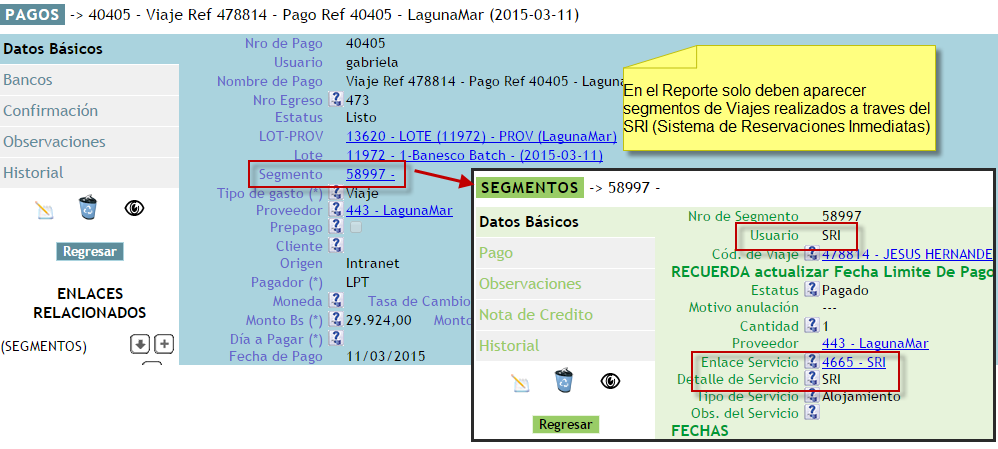 PAGOS -> 40405 - Viaje Ref 478814 - Pago Ref 40405 - LagunaMar (2015-03-11)
Datos Básicos
Bancos
Confirmación
Observaciones
Historial
Regresar
ENLACES
RELACIONADOS
(SEGMENTOS)
Nro de Pago 40405
Usuario gabriela
Nombre de Pago Viaje Ref 478814 - Pago Ref 40405 - Laguna
Nro Egreso 473
Estatus Listo
LOT-PROV 13620 - LOTE (11972) - PROV (LagunaMar)
Lote 11972 - 1-Banesco Batch - (2015-03-11)
Segmento 58997 -
Tipo de gasto (*) Viaje
Proveedor 443 - LagunaMar
Prepago
Cliente
Origen Intranet
Pagador (*) LPT
Moneda Tasa de Cambio
Monto Bs (*) 29.924,00 Monto
Día a Pagar (*)
Fecha de Pago 11/03/2015
En el Reporte solo deben aparecer
segmentos de Viajes realizados a traves del
SRI (Sistema de Reservaciones Inmediatas)
SEGMENTOS -> 58997 -
Datos Básicos
Pago
Observaciones
Nota de Credito
Historial
Regresar
Nro de Segmento 58997
Usuario SRI
Cód. de Viaje 478814 - JESUS HERNANDE
RECUERDA actualizar Fecha Limite De Pago
Estatus Pagado
Motivo anulación ---
Cantidad 1
Proveedor 443 - LagunaMar
Enlace Servicio 4665 - SRI
Detalle de Servicio SRI
Tipo de Servicio Alojamiento
Obs. del Servicio
FECHAS